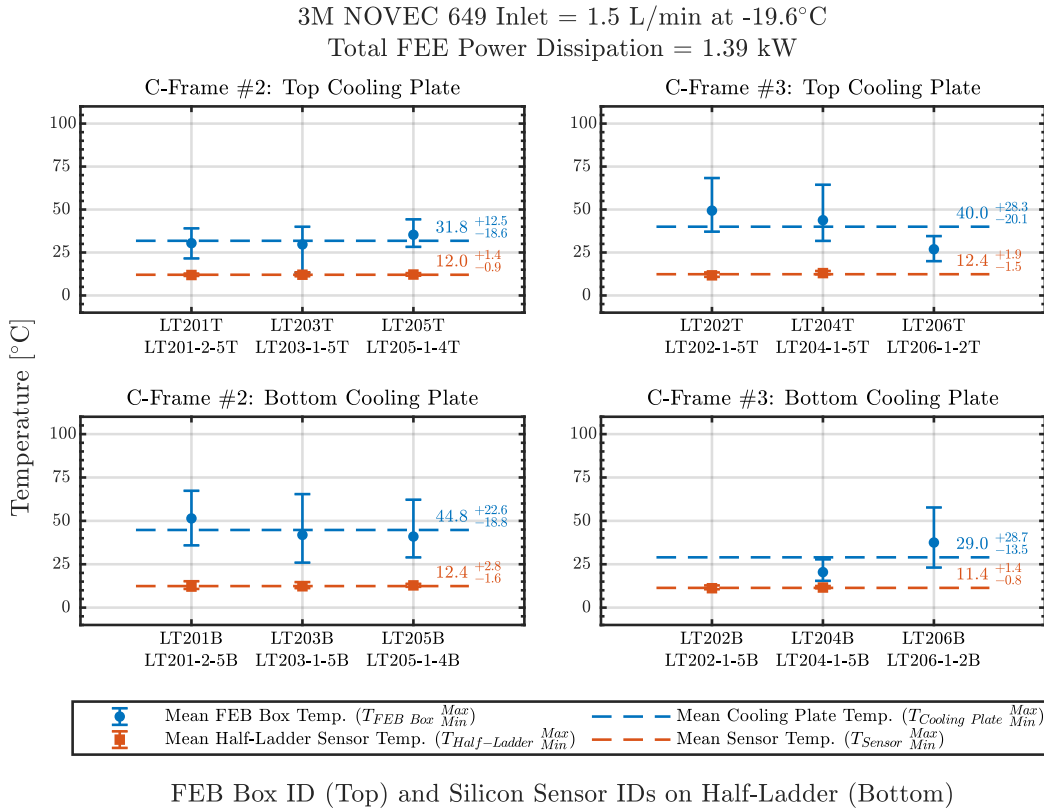 3M NOVEC 649 Inlet = 1.5 L/min at -19.6°C
Total FEE Power Dissipation = 1.39 kW
C-Frame #2: Top Cooling Plate
100
75
50
25
0
31.8 +12.5 −18.6
12.0 +1.4 −0.9
LT201T LT203T LT205T
LT201-2-5T LT203-1-5T LT205-1-4T
C-Frame #3: Top Cooling Plate
100
75
50
25
0
40.0 +28.3 −20.1
12.4 +1.9 −1.5
LT202T LT204T LT206T
LT202-1-5T LT204-1-5T LT206-1-2T
Temperature [°C]
C-Frame #2: Bottom Cooling Plate
100
75
50
25
0
44.8 +22.6 −18.8
12.4 +2.8 −1.6
LT201B LT203B LT205B
LT201-2-5B LT203-1-5B LT205-1-4B
C-Frame #3: Bottom Cooling Plate
100
75
50
25
0
29.0 +28.7 −13.5
11.4 +1.4 −0.8
LT202B LT204B LT206B
LT202-1-5B LT204-1-5B LT206-1-2B
Mean FEB Box Temp. (T FEB Box Max Min)
Mean Half-Ladder Sensor Temp. (T Half−Ladder Max Min)
Mean Cooling Plate Temp. (T Cooling Plate Max Min)
Mean Sensor Temp. (T Sensor Max Min)
FEB Box ID (Top) and Silicon Sensor IDs on Half-Ladder (Bottom)